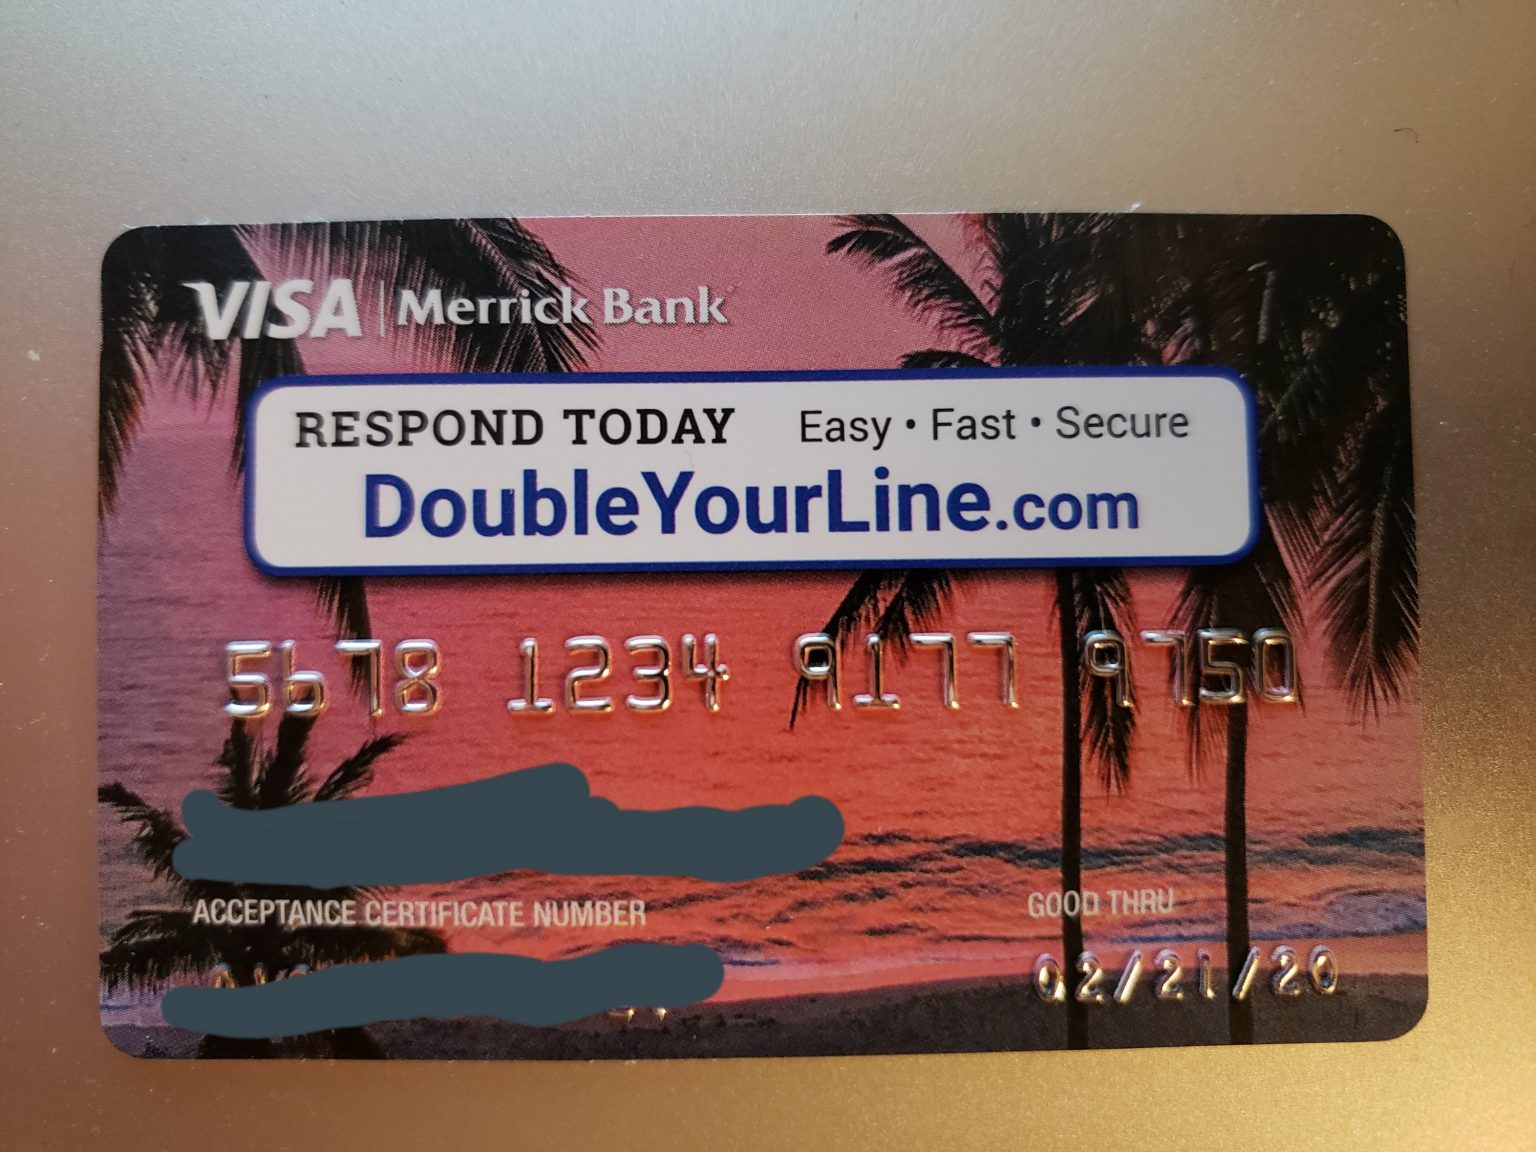 VISA | Merrick Bank
RESPOND TODAY Easy • Fast • Secure
DoubleYourLine.com
5678 1234 9177 9750
ACCEPTANCE CERTIFICATE NUMBER
GOOD THRU
02/21/20